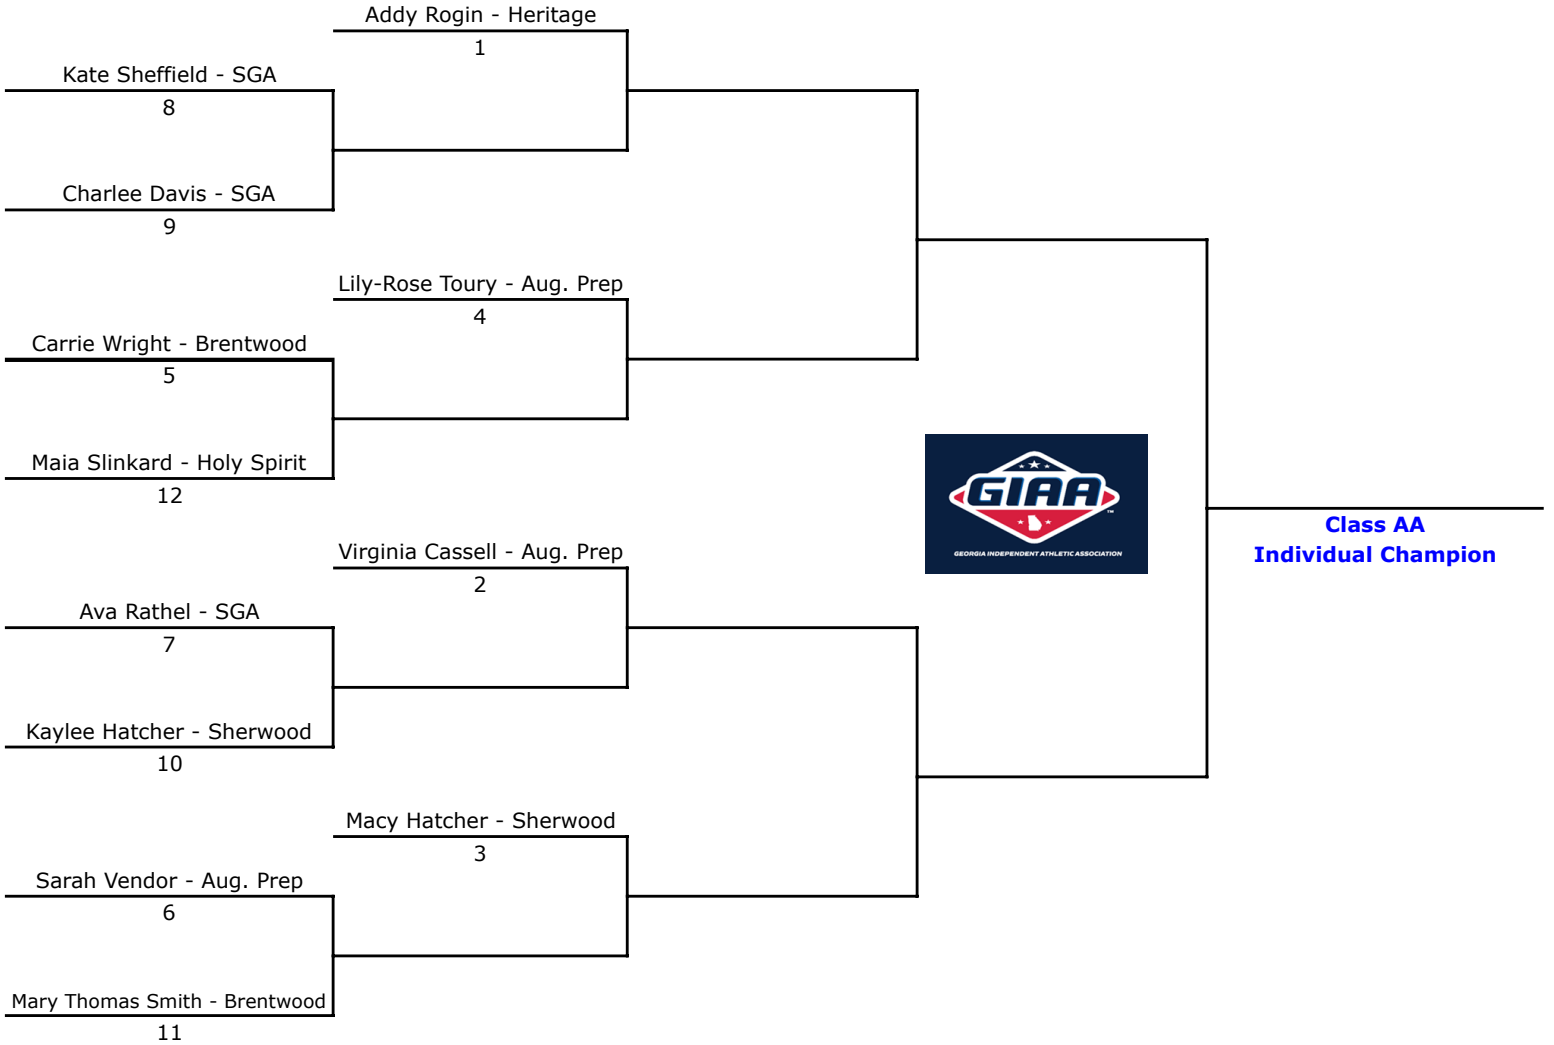 Addy Rogin - Heritage
1
Kate Sheffield - SGA
8
Charlee Davis - SGA
9
Lily-Rose Toury - Aug. Prep
4
Carrie Wright - Brentwood
5
Maia Slinkard - Holy Spirit
12
GIAA
TM
GEORGIA INDEPENDENT ATHLETIC ASSOCIATION
Class AA
Individual Champion
Virginia Cassell - Aug. Prep
2
Ava Rathel - SGA
7
Kaylee Hatcher - Sherwood
10
Macy Hatcher - Sherwood
3
Sarah Vendor - Aug. Prep
6
Mary Thomas Smith - Brentwood
11